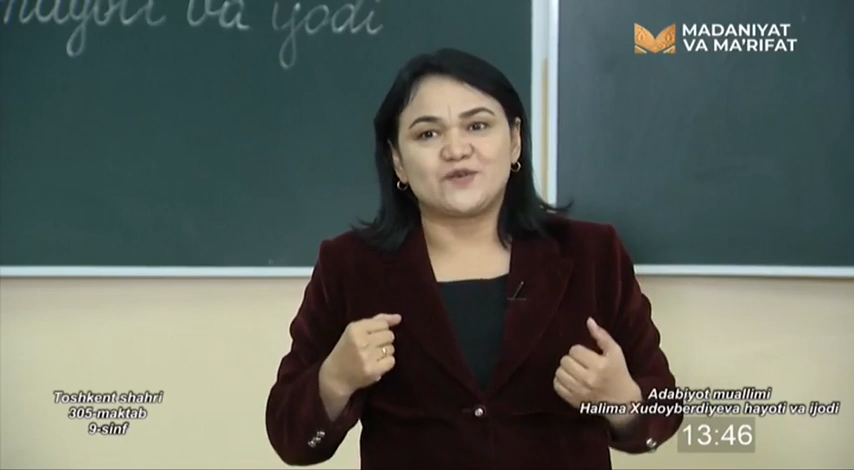 hayoti va ijodi
MADANIYAT
VA MA'RIFAT
Toshkent shahri
305-maktab
9-sinf
Adabiyot muallimi
Halima Xudoyberdiyeva hayoti va ijodi
13:46